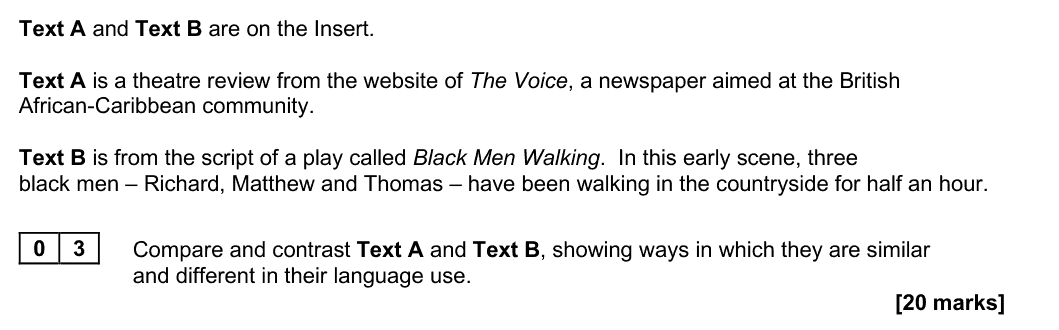 Text A and Text B are on the Insert.
Text A is a theatre review from the website of The Voice, a newspaper aimed at the British
African-Caribbean community.
Text B is from the script of a play called Black Men Walking. In this early scene, three
black men – Richard, Matthew and Thomas – have been walking in the countryside for half an hour.
0 3 Compare and contrast Text A and Text B, showing ways in which they are similar
and different in their language use.
[20 marks]